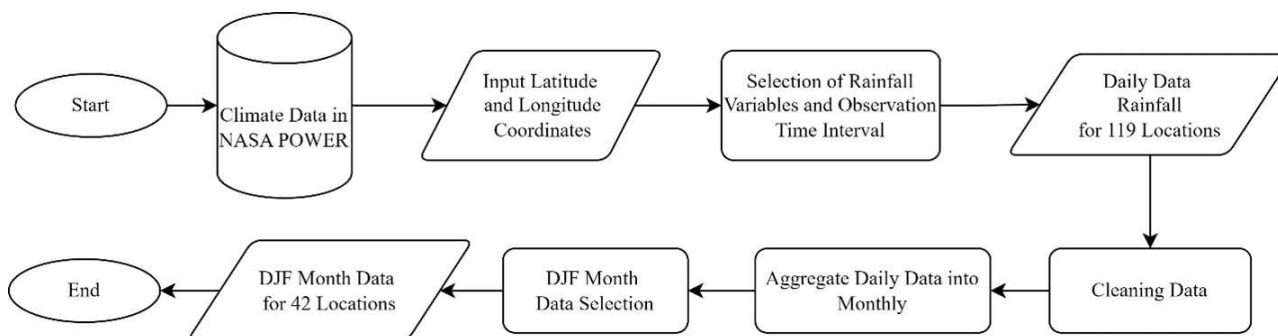 Start
Climate Data in
NASA POWER
Input Latitude
and Longitude
Coordinates
Selection of Rainfall
Variables and Observation
Time Interval
Daily Data
Rainfall
for 119 Locations
Cleaning Data
Aggregate Daily Data into
Monthly
DJF Month
Data Selection
DJF Month Data
for 42 Locations
End